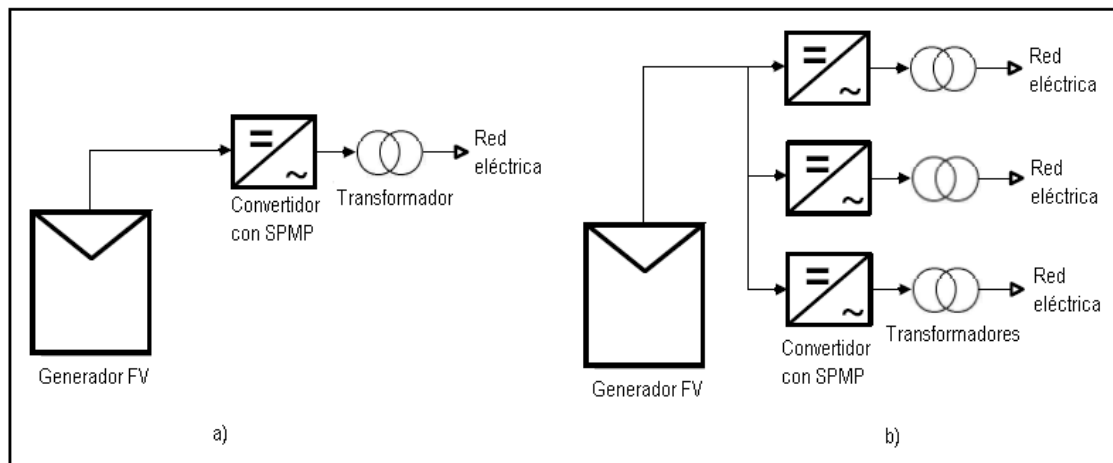 Red
eléctrica
Convertidor
con SPMP
Transformador
Generador FV
a)
Red
eléctrica
Red
eléctrica
Red
eléctrica
Convertidor
con SPMP
Transformadores
Generador FV
b)